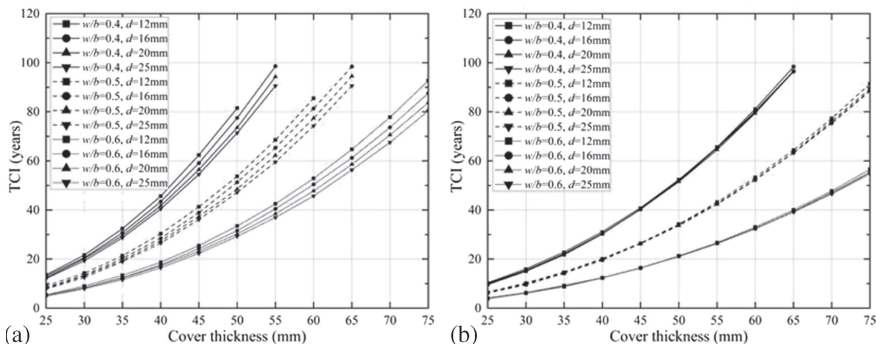 120
100
80
60
40
20
0
TCI (years)
w/b=0.4, d=12mm
w/b=0.4, d=16mm
w/b=0.4, d=20mm
w/b=0.4, d=25mm
w/b=0.5, d=12mm
w/b=0.5, d=16mm
w/b=0.5, d=20mm
w/b=0.5, d=25mm
w/b=0.6, d=12mm
w/b=0.6, d=16mm
w/b=0.6, d=20mm
w/b=0.6, d=25mm
25 30 35 40 45 50 55 60 65 70 75
Cover thickness (mm)
(a)
120
100
80
60
40
20
0
TCI (years)
w/b=0.4, d=12mm
w/b=0.4, d=16mm
w/b=0.4, d=20mm
w/b=0.4, d=25mm
w/b=0.5, d=12mm
w/b=0.5, d=16mm
w/b=0.5, d=20mm
w/b=0.5, d=25mm
w/b=0.6, d=12mm
w/b=0.6, d=16mm
w/b=0.6, d=20mm
w/b=0.6, d=25mm
25 30 35 40 45 50 55 60 65 70 75
Cover thickness (mm)
(b)